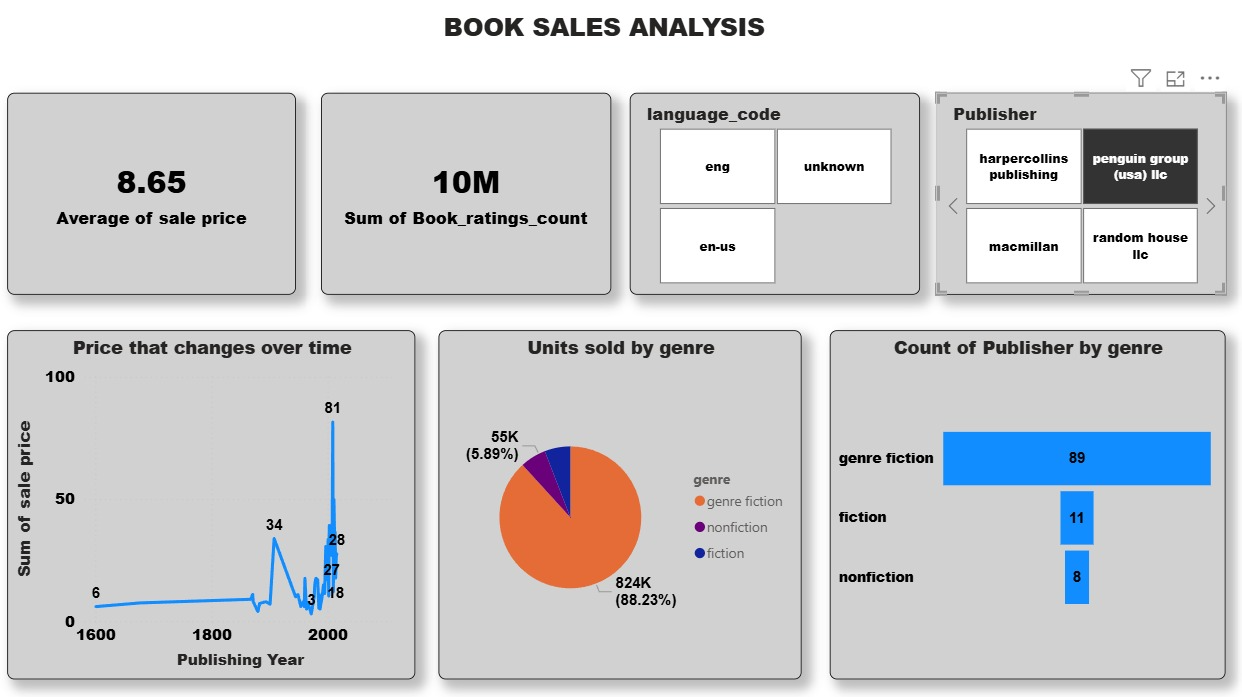 BOOK SALES ANALYSIS
8.65
Average of sale price
10M
Sum of Book_ratings_count
language_code
eng
unknown
en-us
Publisher
harpercollins
publishing
penguin group
(usa) llc
macmillan
random house
llc
Price that changes over time
Sum of sale price
100
50
0
6
34
81
28
27
18
3
1600
1800
2000
Publishing Year
Units sold by genre
55K
(5.89%)
824K
(88.23%)
genre
genre fiction
nonfiction
fiction
Count of Publisher by genre
genre fiction
89
fiction
11
nonfiction
8